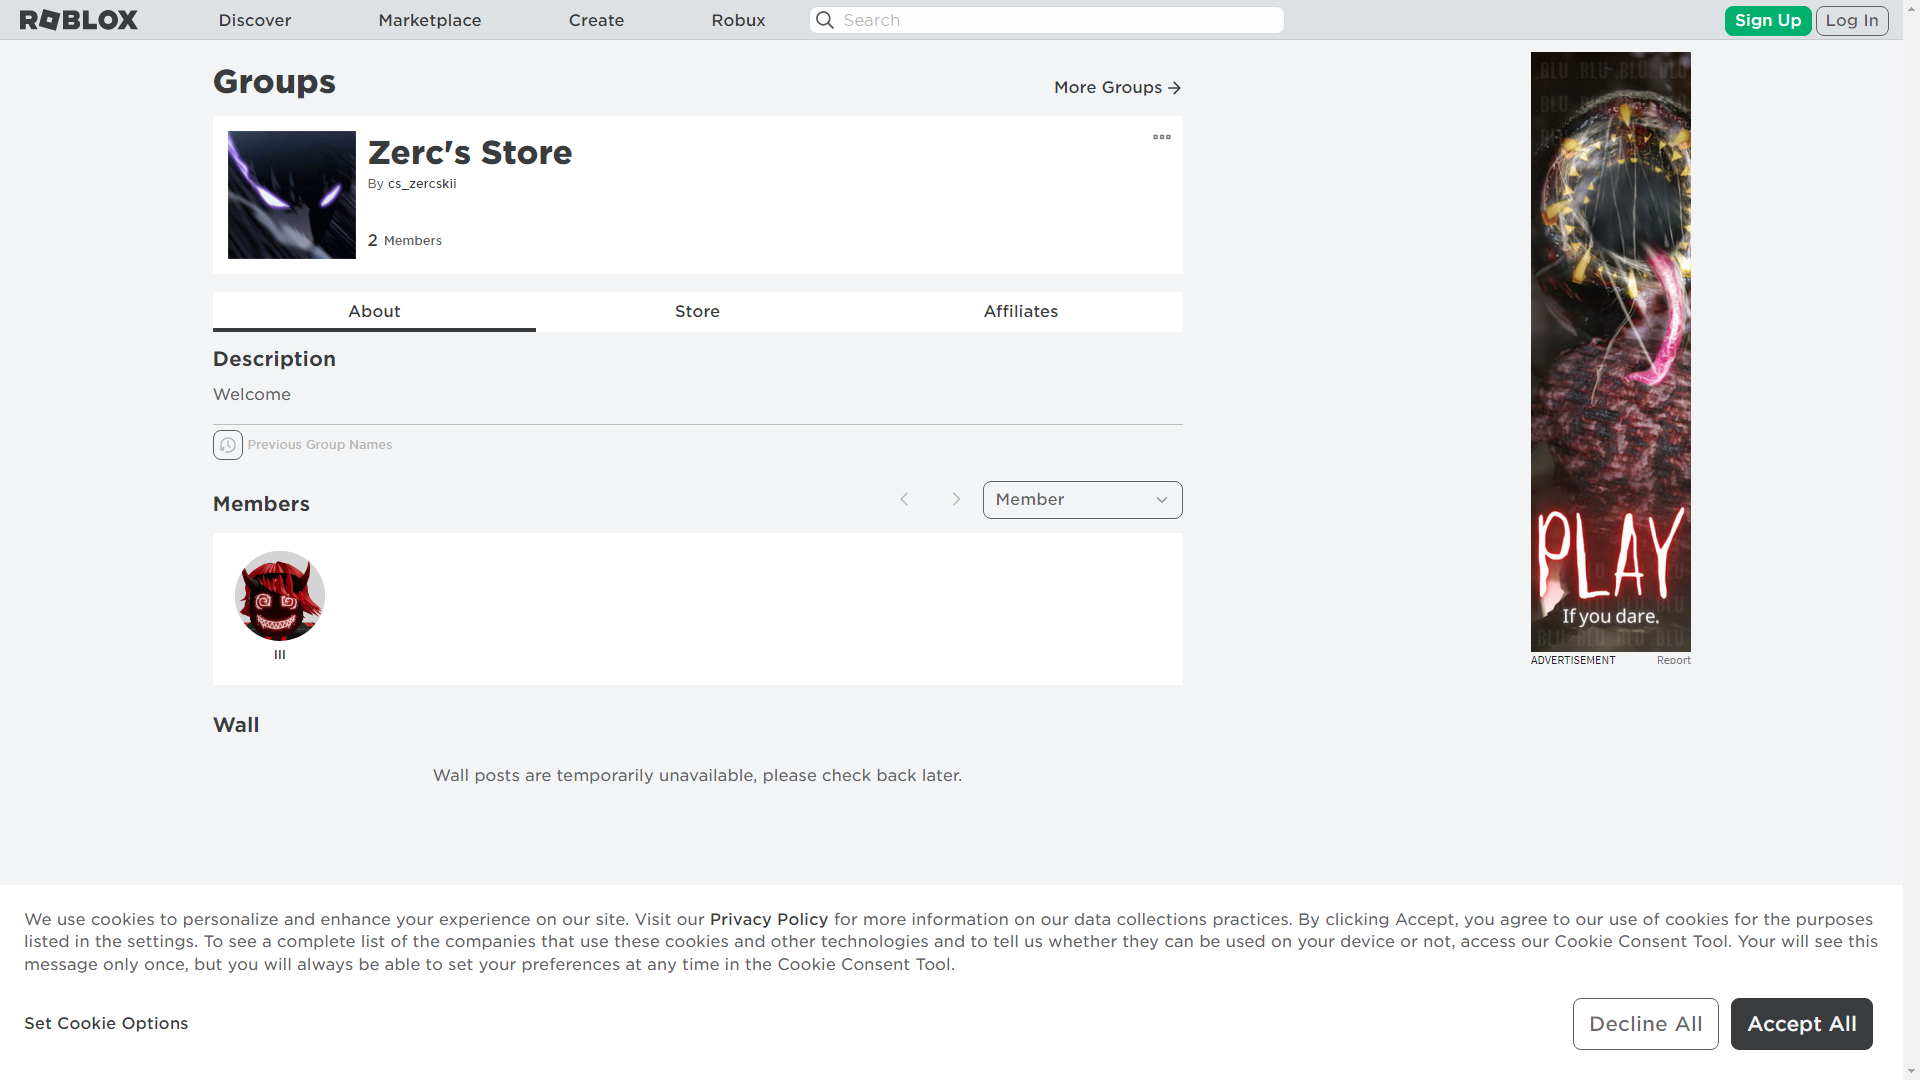 ROBLOX
Discover
Marketplace
Create
Robux
Search
Sign Up
Log In
Groups
More Groups
Zerc's Store
By cs_zercskii
2 Members
About
Store
Affiliates
Description
Welcome
Previous Group Names
Members
Member
III
Wall
Wall posts are temporarily unavailable, please check back later.
PLAY
If you dare.
ADVERTISEMENT
Report
We use cookies to personalize and enhance your experience on our site. Visit our Privacy Policy for more information on our data collections practices. By clicking Accept, you agree to our use of cookies for the purposes
listed in the settings. To see a complete list of the companies that use these cookies and other technologies and to tell us whether they can be used on your device or not, access our Cookie Consent Tool. Your will see this
message only once, but you will always be able to set your preferences at any time in the Cookie Consent Tool.
Set Cookie Options
Decline All
Accept All